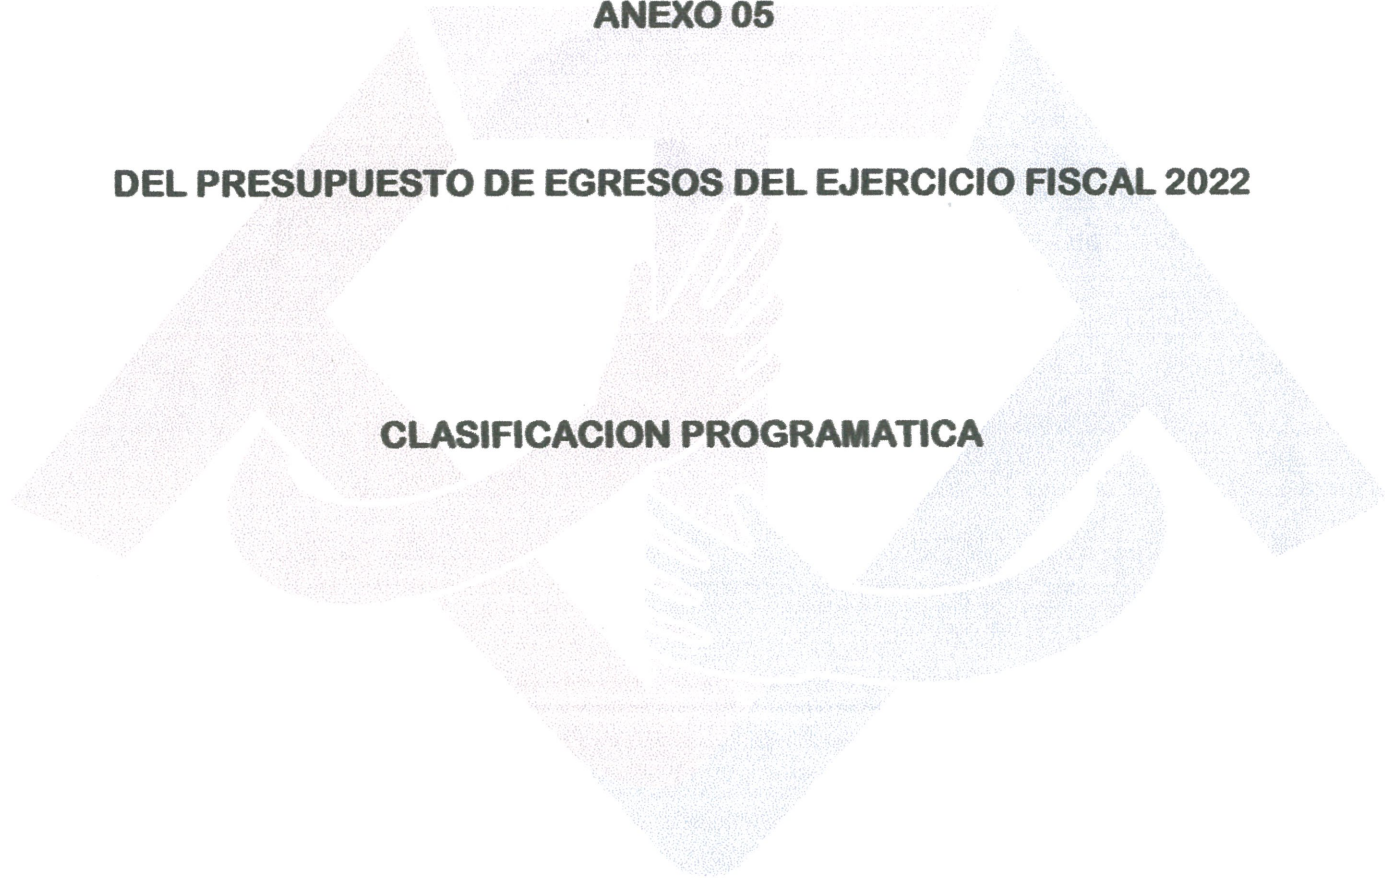 ANEXO 05
DEL PRESUPUESTO DE EGRESOS DEL EJERCICIO FISCAL 2022
CLASIFICACION PROGRAMATICA